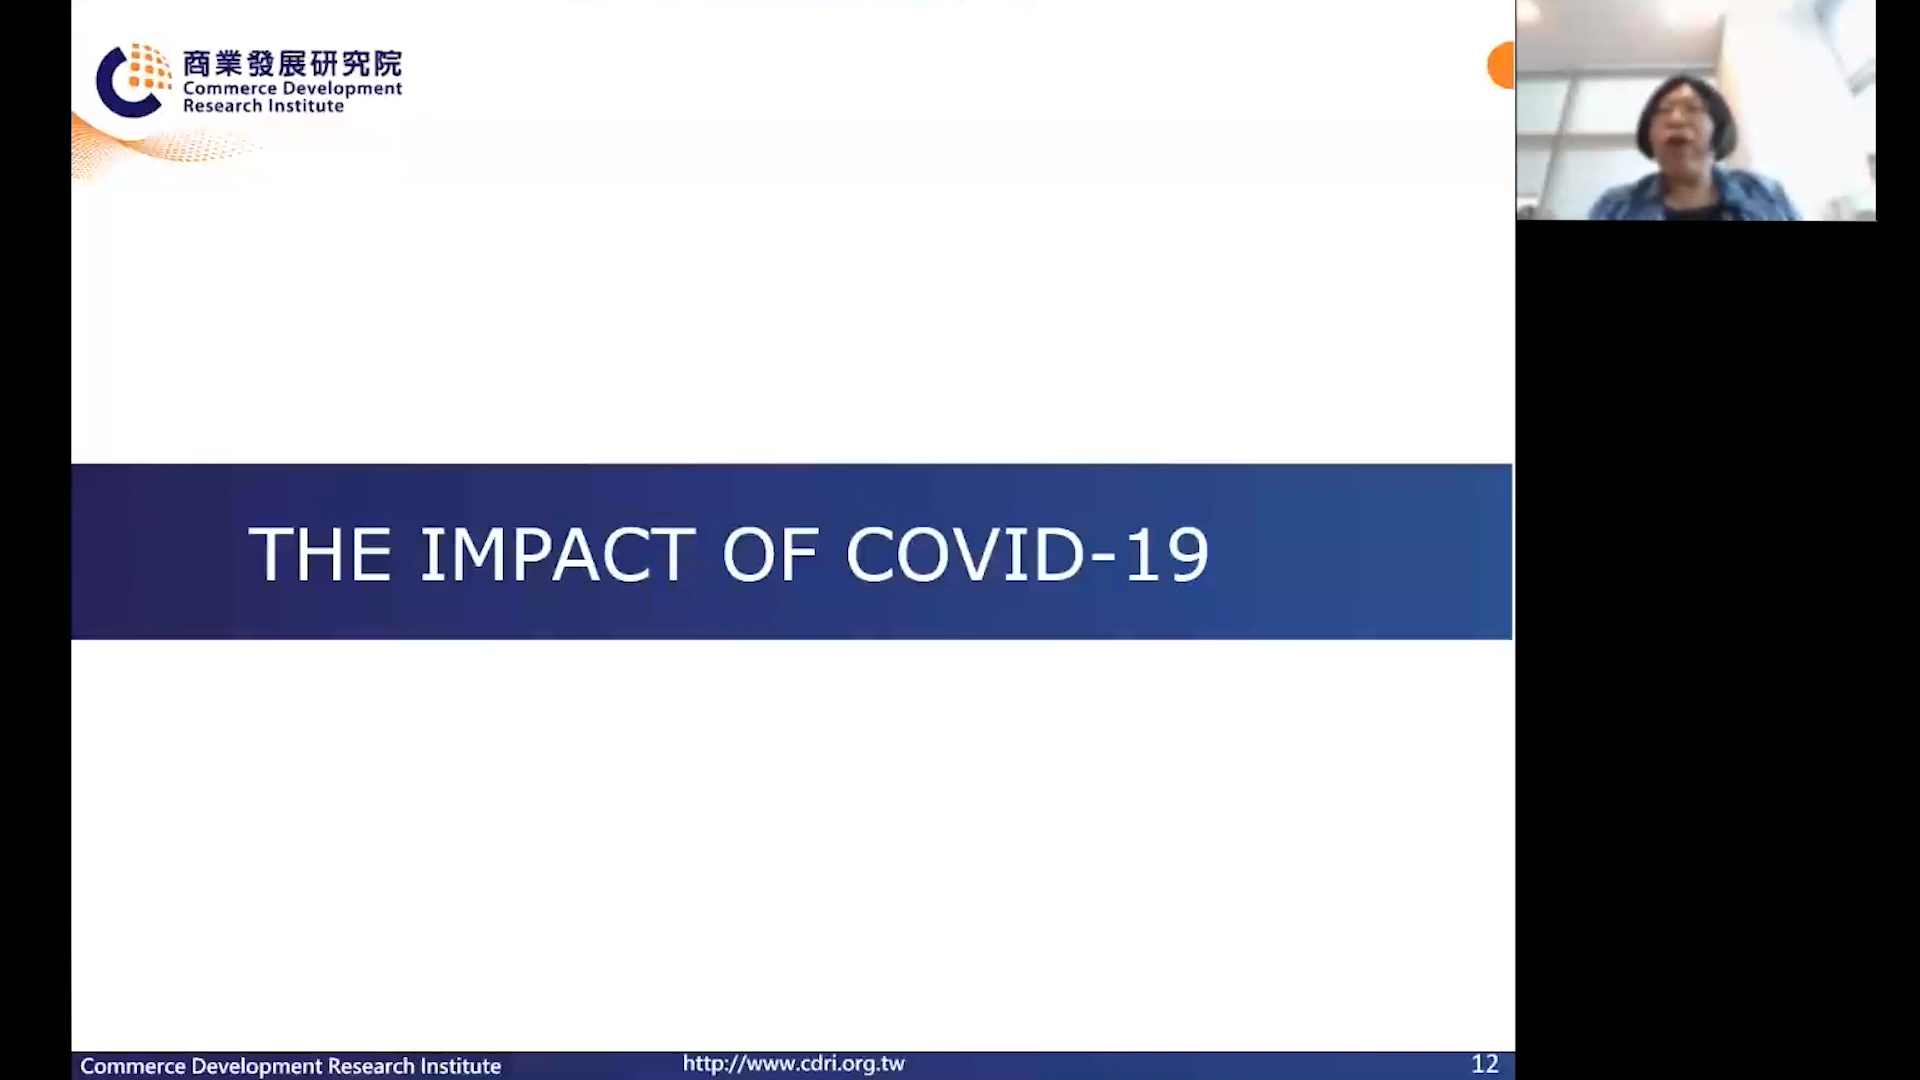 商業發展研究院
Commerce Development
Research Institute
THE IMPACT OF COVID-19
Commerce Development Research Institute
http://www.cdri.org.tw
12